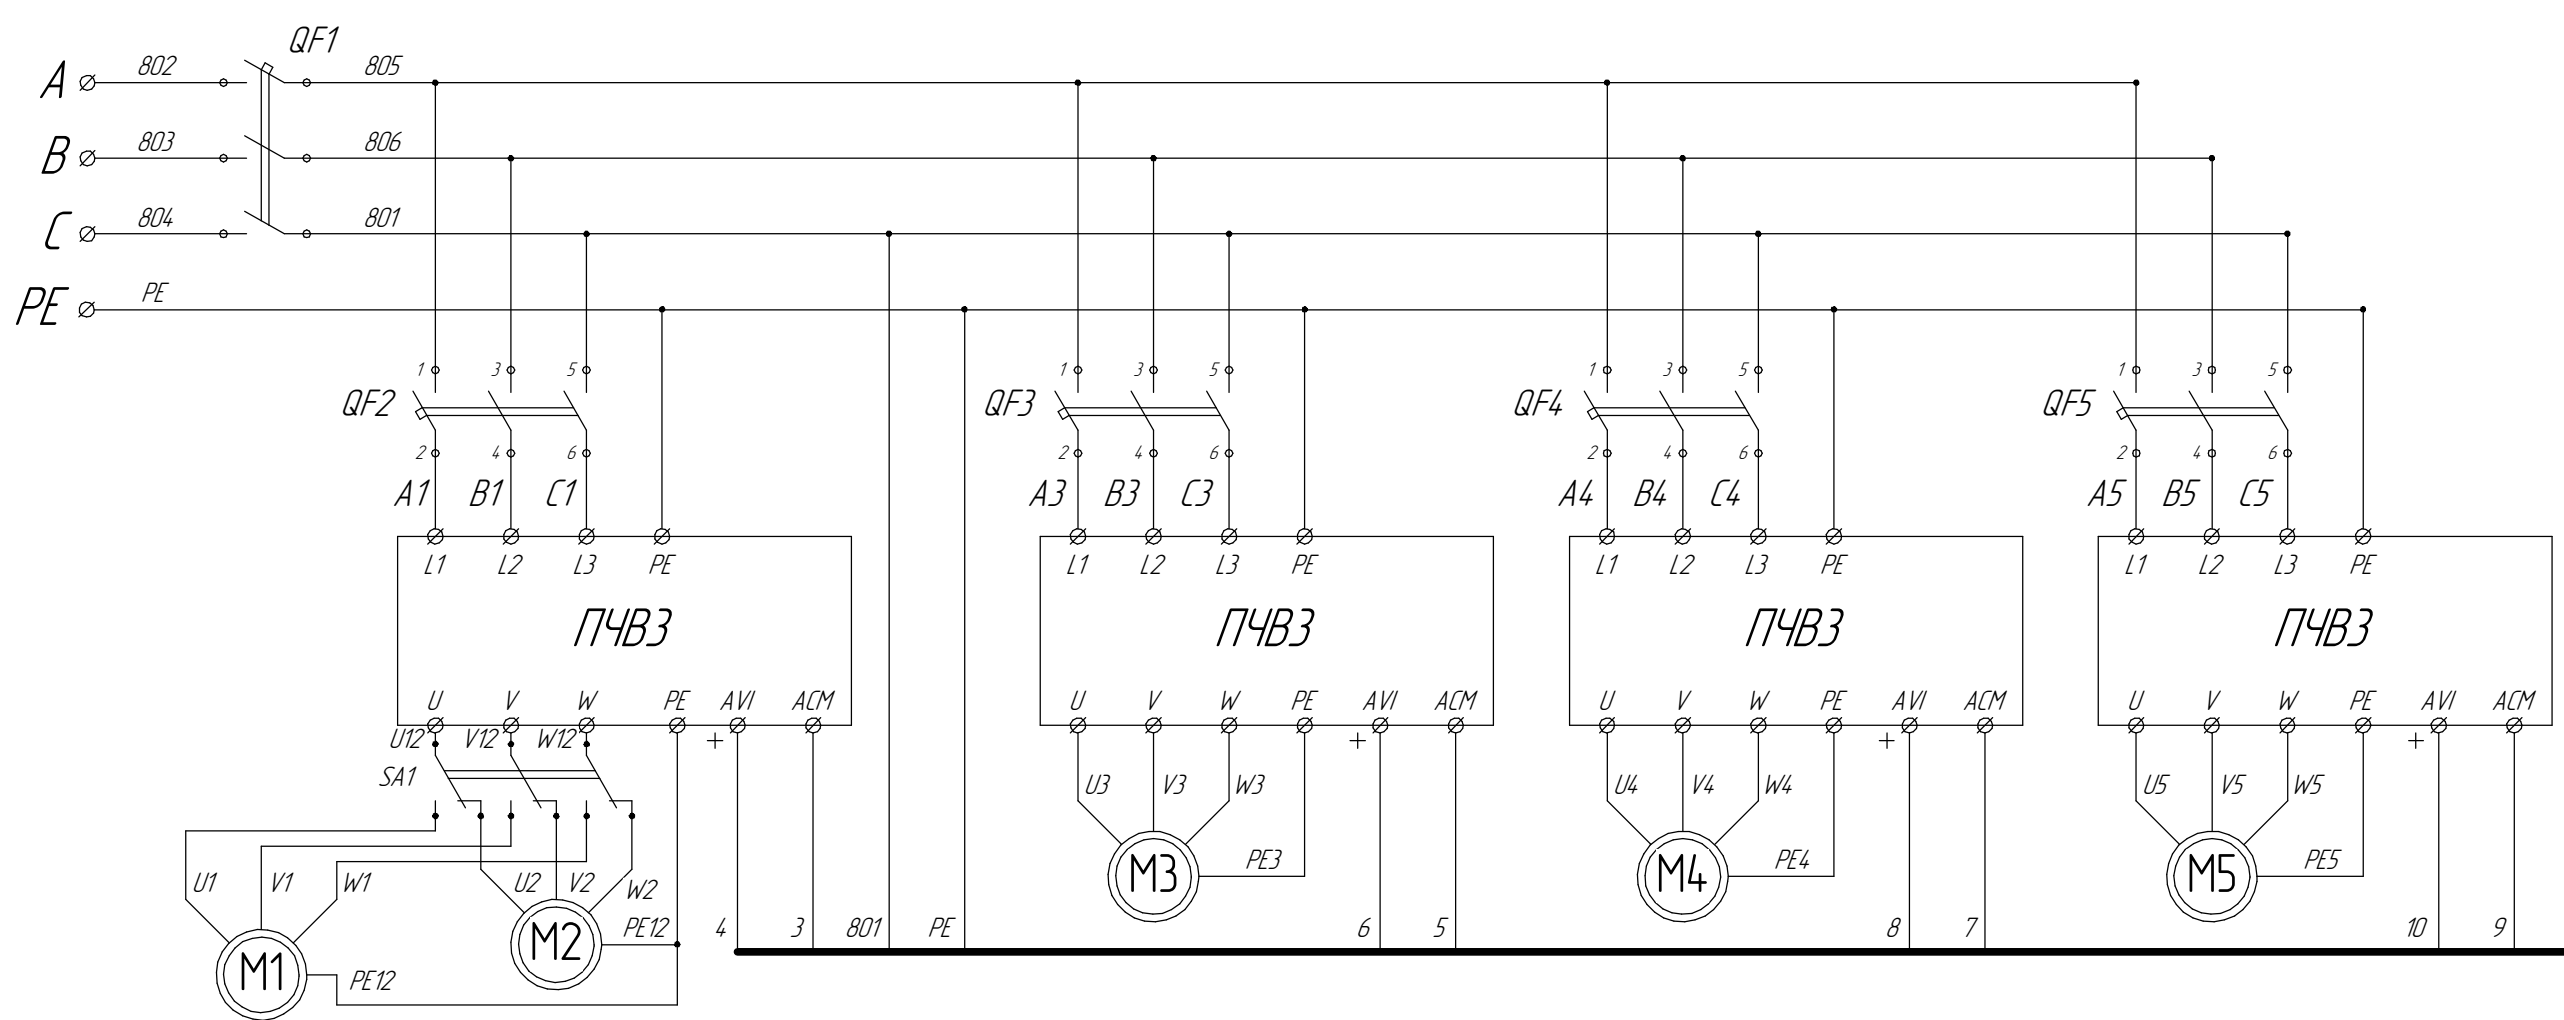 QF1
A 802 805
B 803 806
C 804 801
PE PE
1 3 5 1 3 5 1 3 5 1 3 5
QF2 QF3 QF4 QF5
2 4 6 2 4 6 2 4 6 2 4 6
A1 B1 C1 A3 B3 C3 A4 B4 C4 A5 B5 C5
L1 L2 L3 PE L1 L2 L3 PE L1 L2 L3 PE L1 L2 L3 PE
ПЧВ3 ПЧВ3 ПЧВ3 ПЧВ3
U V W PE AVI ACM U V W PE AVI ACM U V W PE AVI ACM U V W PE AVI ACM
U12 V12 W12 + + + +
SA1 U3 V3 W3 U4 V4 W4 U5 V5 W5
M3 PE3 M4 PE4 M5 PE5
U1 V1 W1 U2 V2 W2
M2 PE12 4 3 801 PE 6 5 8 7 10 9
M1 PE12